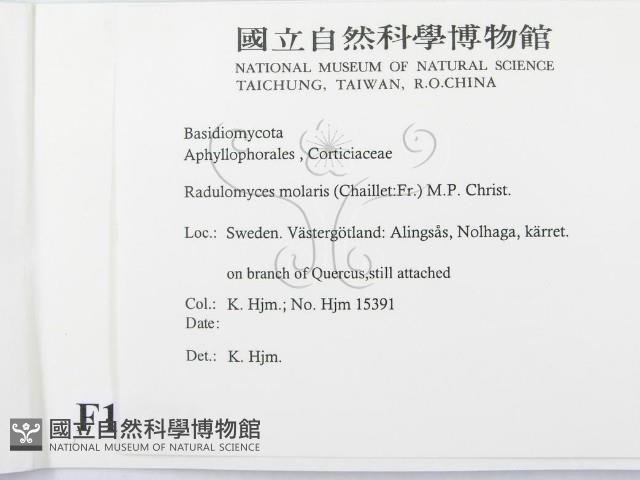 國立自然科學博物館
NATIONAL MUSEUM OF NATURAL SCIENCE
TAICHUNG, TAIWAN, R.O.CHINA
Basidiomycota
Aphyllophorales , Corticiaceae
Radulomyces molaris (Chaillet:Fr.) M.P. Christ.
Loc.: Sweden. Västergötland: Alingsås, Nolhaga, kärret.
on branch of Quercus,still attached
Col.: K. Hjm.; No. Hjm 15391
Date:
Det.: K. Hjm.
F1
國立自然科學博物館
NATIONAL MUSEUM OF NATURAL SCIENCE